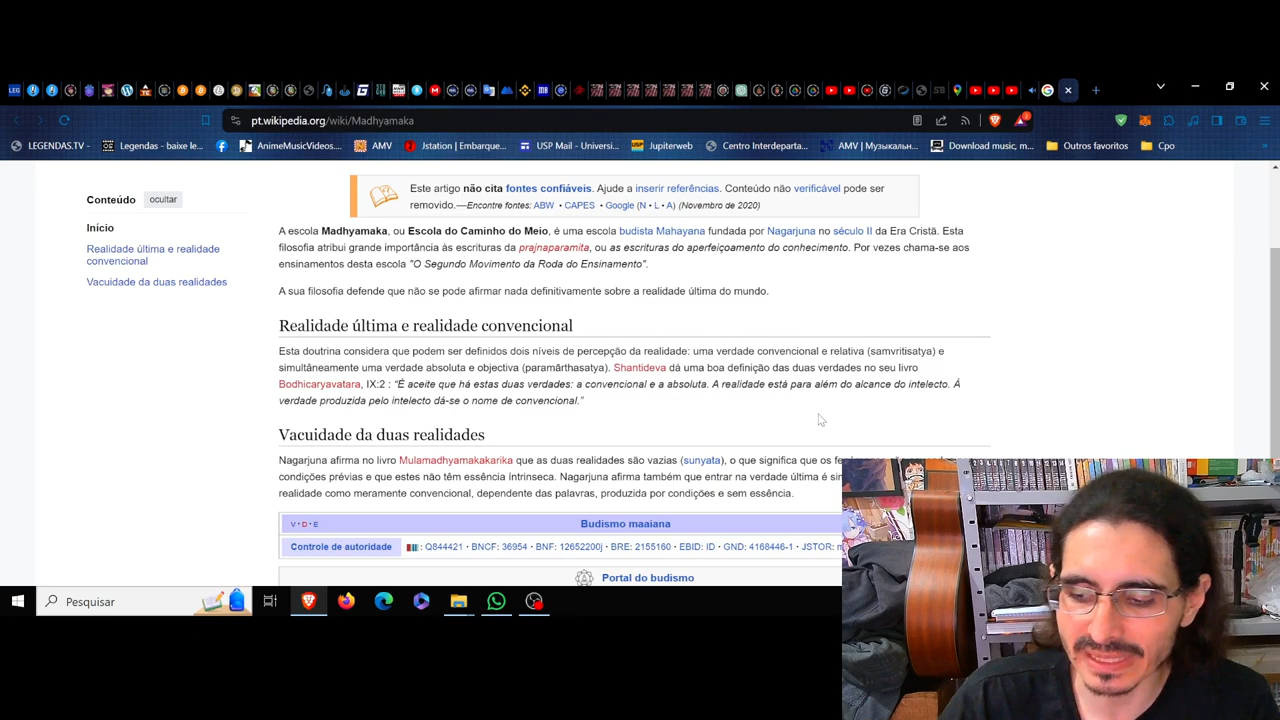 LEG
pt.wikipedia.org/wiki/Madhyamaka
LEGENDAS.TV -
Legendas - baixe le...
AnimeMusicVideos....
AMV
Jstation | Embarque...
USP Mail - Universi...
Jupiterweb
Centro Interdeparta...
AMV | Музыкальн...
Download music, m...
Outros favoritos
Cpo
Conteúdo ocultar
Início
Realidade última e realidade
convencional
Vacuidade da duas realidades
Este artigo não cita fontes confiáveis. Ajude a inserir referências. Conteúdo não verificável pode ser
removido.—Encontre fontes: ABW • CAPES • Google (N • L • A) (Novembro de 2020)
A escola Madhyamaka, ou Escola do Caminho do Meio, é uma escola budista Mahayana fundada por Nagarjuna no século II da Era Cristã. Esta
filosofia atribui grande importância às escrituras da prajnaparamita, ou as escrituras do aperfeiçoamento do conhecimento. Por vezes chama-se aos
ensinamentos desta escola "O Segundo Movimento da Roda do Ensinamento".
A sua filosofia defende que não se pode afirmar nada definitivamente sobre a realidade última do mundo.
Realidade última e realidade convencional
Esta doutrina considera que podem ser definidos dois níveis de percepção da realidade: uma verdade convencional e relativa (samvritisatya) e
simultâneamente uma verdade absoluta e objectiva (paramārthasatya). Shantideva dá uma boa definição das duas verdades no seu livro
Bodhicaryavatara, IX:2 : “É aceite que há estas duas verdades: a convencional e a absoluta. A realidade está para além do alcance do intelecto. À
verdade produzida pelo intelecto dá-se o nome de convencional.”
Vacuidade da duas realidades
Nagarjuna afirma no livro Mulamadhyamakakarika que as duas realidades são vazias (sunyata), o que significa que os
condições prévias e que estes não têm essência íntrinseca. Nagarjuna afirma também que entrar na verdade última é
realidade como meramente convencional, dependente das palavras, produzida por condições e sem essência.
V • D • E Budismo maaiana
Controle de autoridade : Q844421 • BNCF: 36954 • BNF: 12652200j • BRE: 2155160 • EBID: ID • GND: 4168446-1 • JSTOR:
Portal do budismo
Pesquisar